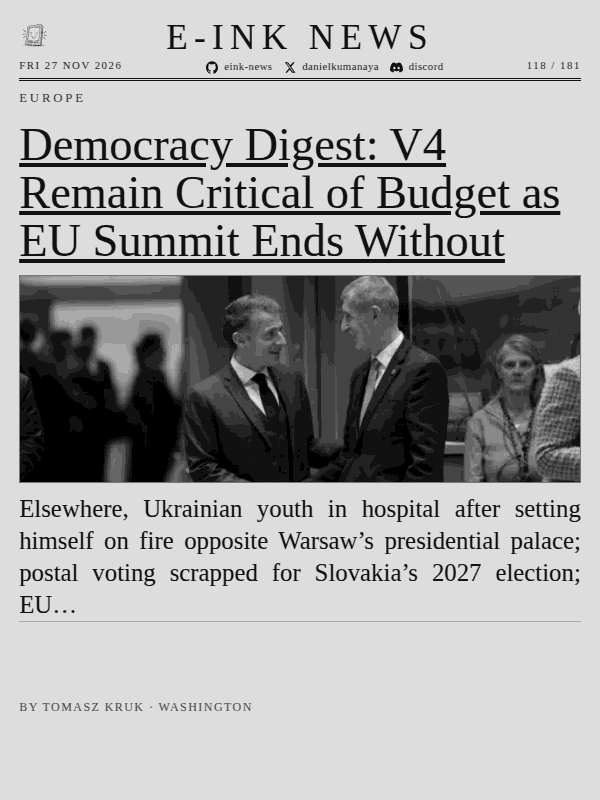 E-INK NEWS
FRI 27 NOV 2026
eink-news danielkumanaya discord
118 / 181
EUROPE
Democracy Digest: V4
Remain Critical of Budget as
EU Summit Ends Without
Elsewhere, Ukrainian youth in hospital after setting
himself on fire opposite Warsaw’s presidential palace;
postal voting scrapped for Slovakia’s 2027 election;
EU…
BY TOMASZ KRUK · WASHINGTON